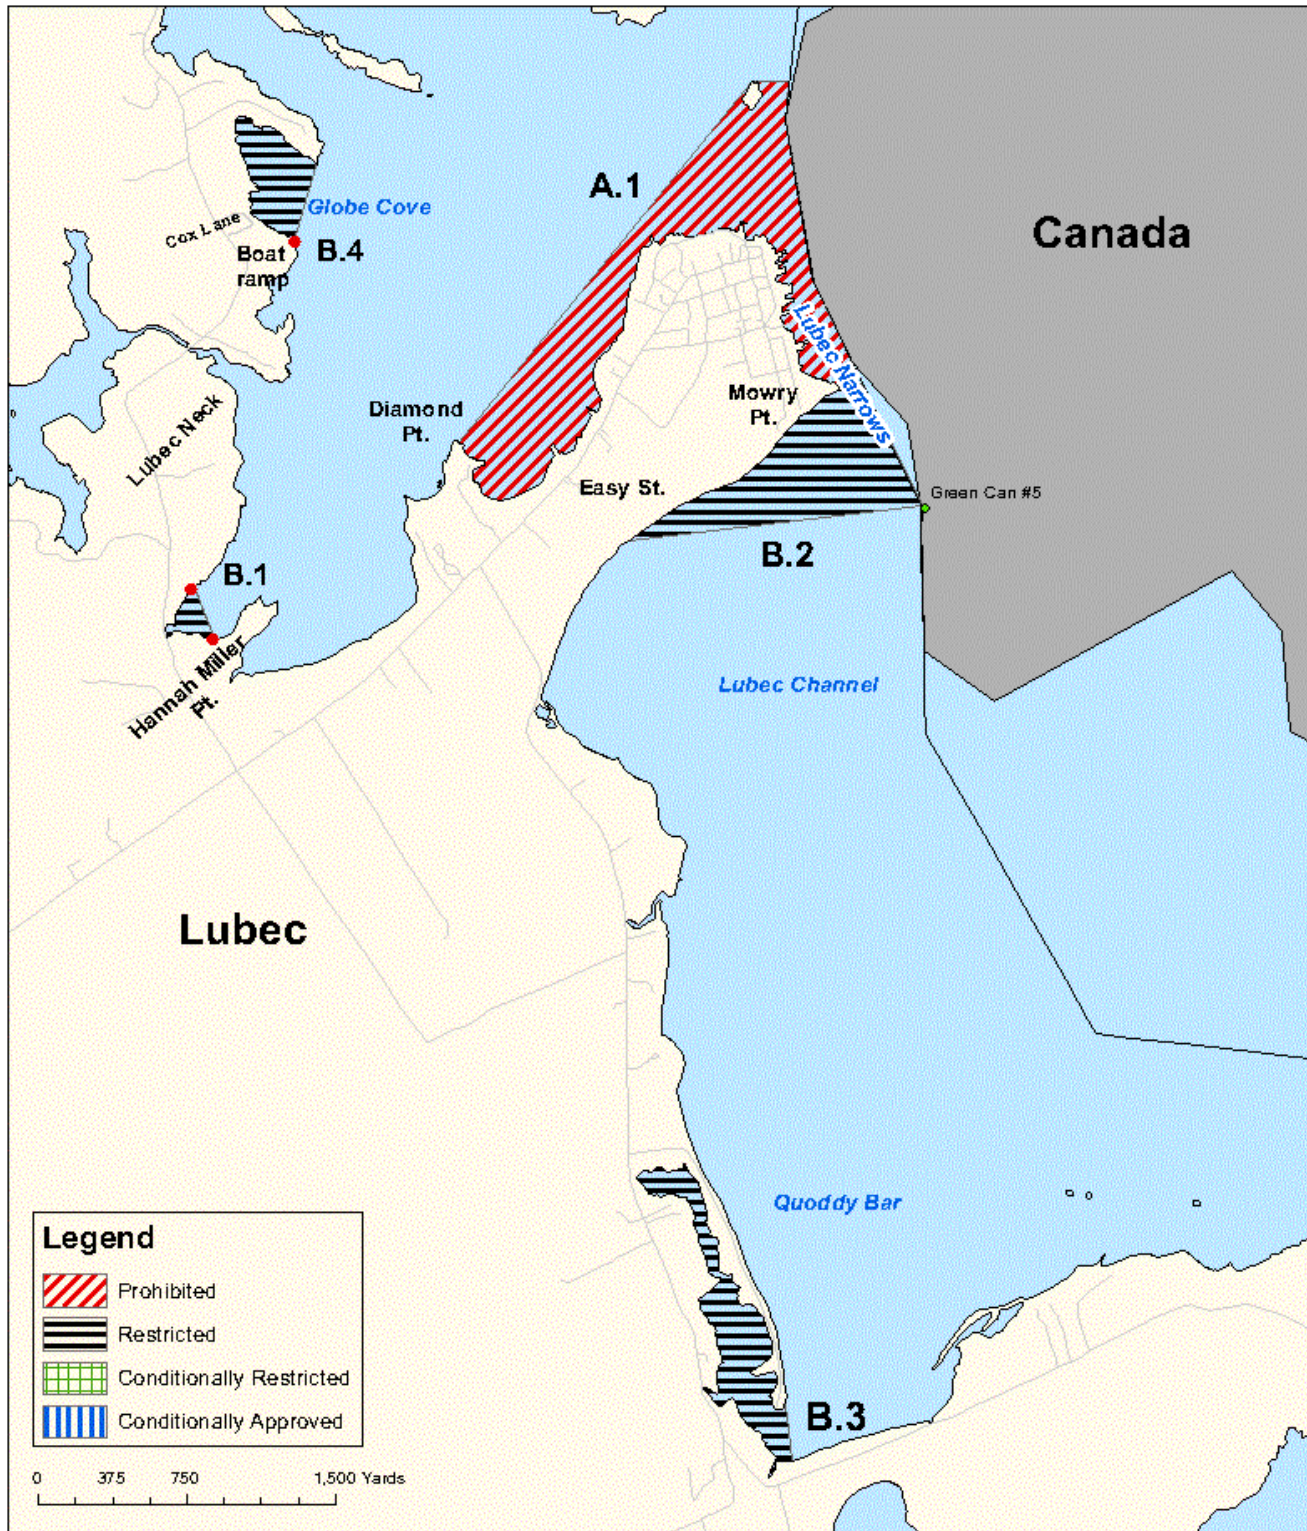 A.1
Canada
Globe Cove
Cox Lane
B.4
Boat
ramp
Lubec Narrows
Diamond
Pt.
Mowry
Pt.
Lubec Neck
Easy St.
Green Can #5
B.2
B.1
Hannah Miller
Pt.
Lubec Channel
Lubec
Quoddy Bar
B.3
Legend
Prohibited
Restricted
Conditionally Restricted
Conditionally Approved
0 375 750 1,500 Yards